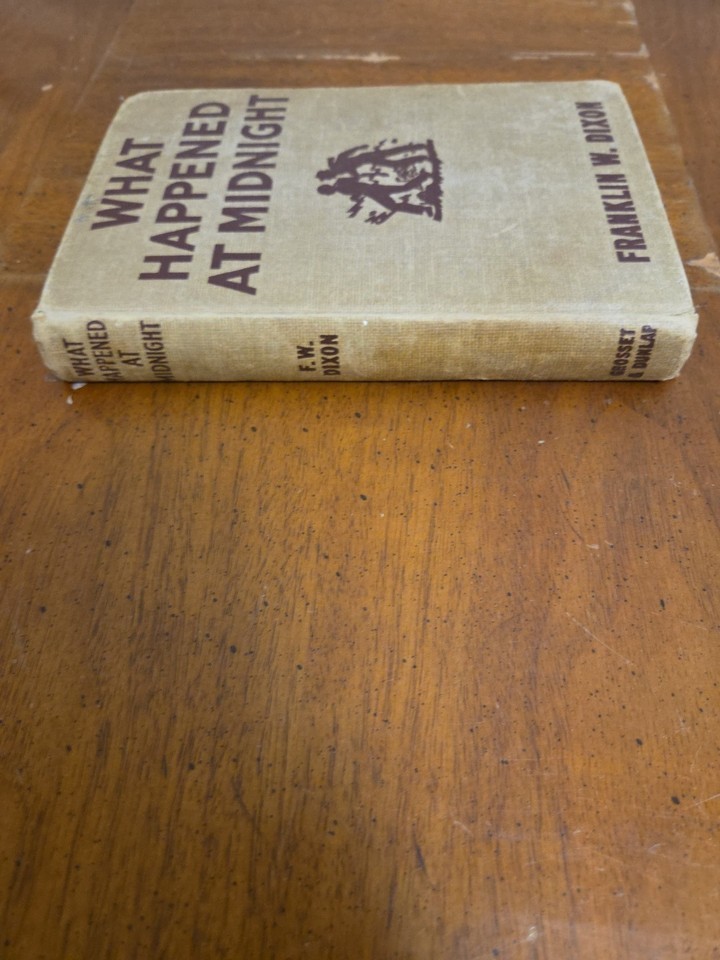 WHAT
HAPPENED
AT MIDNIGHT
FRANKLIN W. DIXON
WHAT
HAPPENED
AT
MIDNIGHT
F. W.
DIXON
GROSSET
& DUNLAP